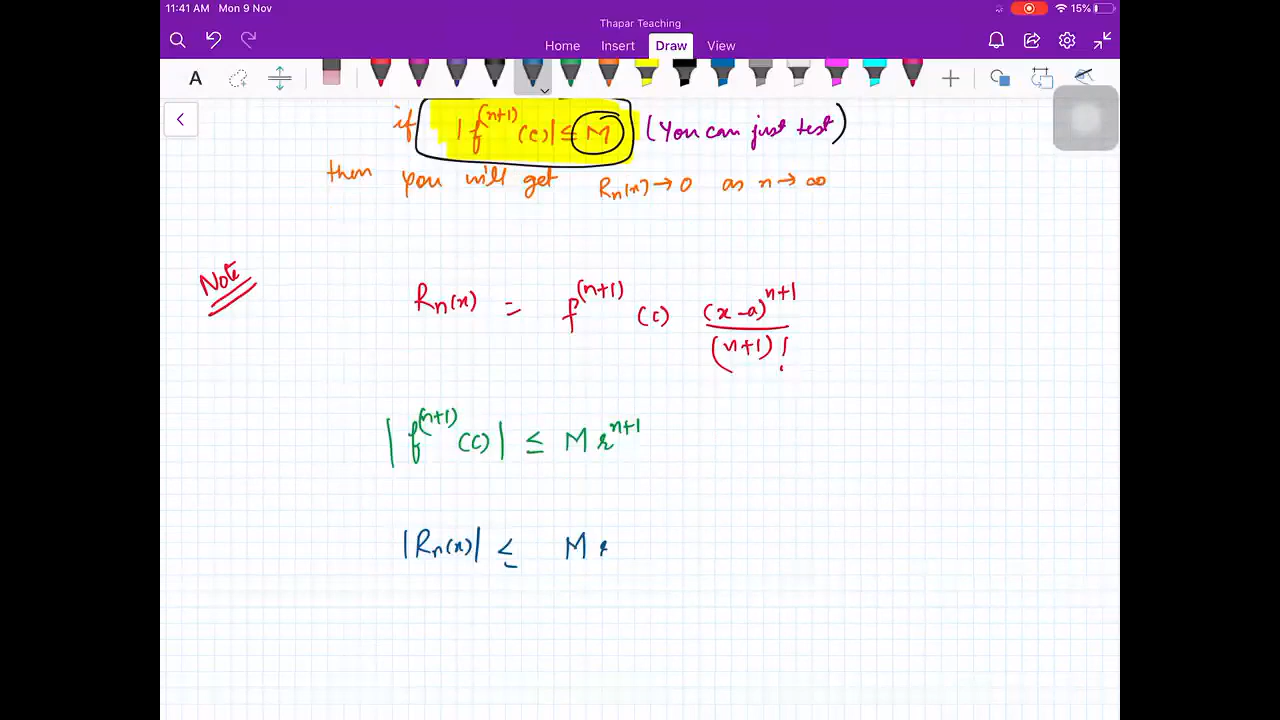 11:41 AM Mon 9 Nov 15%
Thapar Teaching
Home Insert Draw View
A
if |f^(n+1) (c)| ≤ M (You can just test)
then you will get Rn(x) → 0 as n → ∞
Note
Rn(x) = f^(n+1) (c) (x-a)^n+1 / (n+1)!
|f^(n+1) (c)| ≤ M r^n+1
|Rn(x)| ≤ M